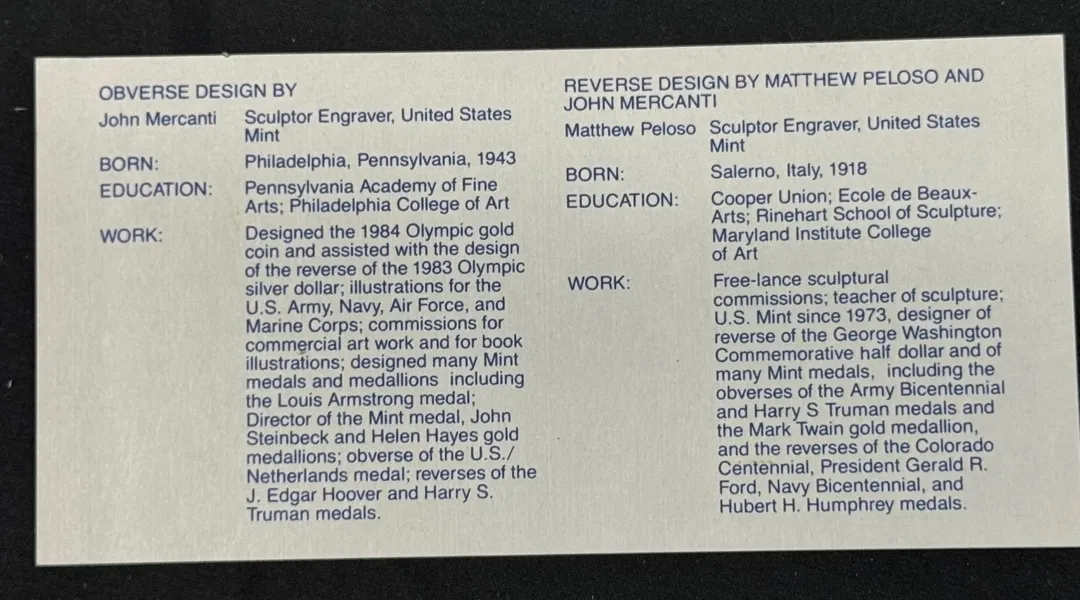 OBVERSE DESIGN BY
John Mercanti Sculptor Engraver, United States
Mint
BORN: Philadelphia, Pennsylvania, 1943
EDUCATION: Pennsylvania Academy of Fine
Arts; Philadelphia College of Art
WORK: Designed the 1984 Olympic gold
coin and assisted with the design
of the reverse of the 1983 Olympic
silver dollar; illustrations for the
U.S. Army, Navy, Air Force, and
Marine Corps; commissions for
commercial art work and for book
illustrations; designed many Mint
medals and medallions including
the Louis Armstrong medal;
Director of the Mint medal, John
Steinbeck and Helen Hayes gold
medallions; obverse of the U.S./
Netherlands medal; reverses of the
J. Edgar Hoover and Harry S.
Truman medals.
REVERSE DESIGN BY MATTHEW PELOSO AND
JOHN MERCANTI
Matthew Peloso Sculptor Engraver, United States
Mint
BORN: Salerno, Italy, 1918
EDUCATION: Cooper Union; Ecole de Beaux-
Arts; Rinehart School of Sculpture;
Maryland Institute College
of Art
WORK: Free-lance sculptural
commissions; teacher of sculpture;
U.S. Mint since 1973, designer of
reverse of the George Washington
Commemorative half dollar and of
many Mint medals, including the
obverses of the Army Bicentennial
and Harry S Truman medals and
the Mark Twain gold medallion,
and the reverses of the Colorado
Centennial, President Gerald R.
Ford, Navy Bicentennial, and
Hubert H. Humphrey medals.